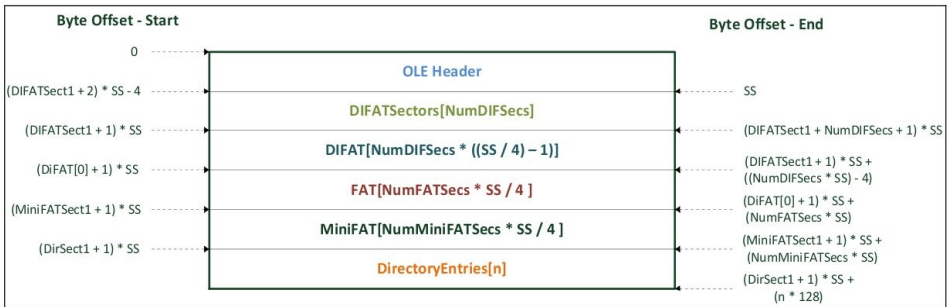 Byte Offset - Start
Byte Offset - End
0
OLE Header
(DIFATSect1 + 2) * SS - 4
SS
DIFATSectors[NumDIFSecs]
(DIFATSect1 + 1) * SS
(DIFATSect1 + NumDIFSecs + 1) * SS
DIFAT[NumDIFSecs * ((SS / 4) – 1)]
(DiFAT[0] + 1) * SS
(DIFATSect1 + 1) * SS +
((NumDIFSecs * SS) - 4)
FAT[NumFATSecs * SS / 4 ]
(MiniFATSect1 + 1) * SS
(DiFAT[0] + 1) * SS +
(NumFATSecs * SS)
MiniFAT[NumMiniFATSecs * SS / 4 ]
(DirSect1 + 1) * SS
(MiniFATSect1 + 1) * SS +
(NumMiniFATSecs * SS)
DirectoryEntries[n]
(DirSect1 + 1) * SS +
(n * 128)